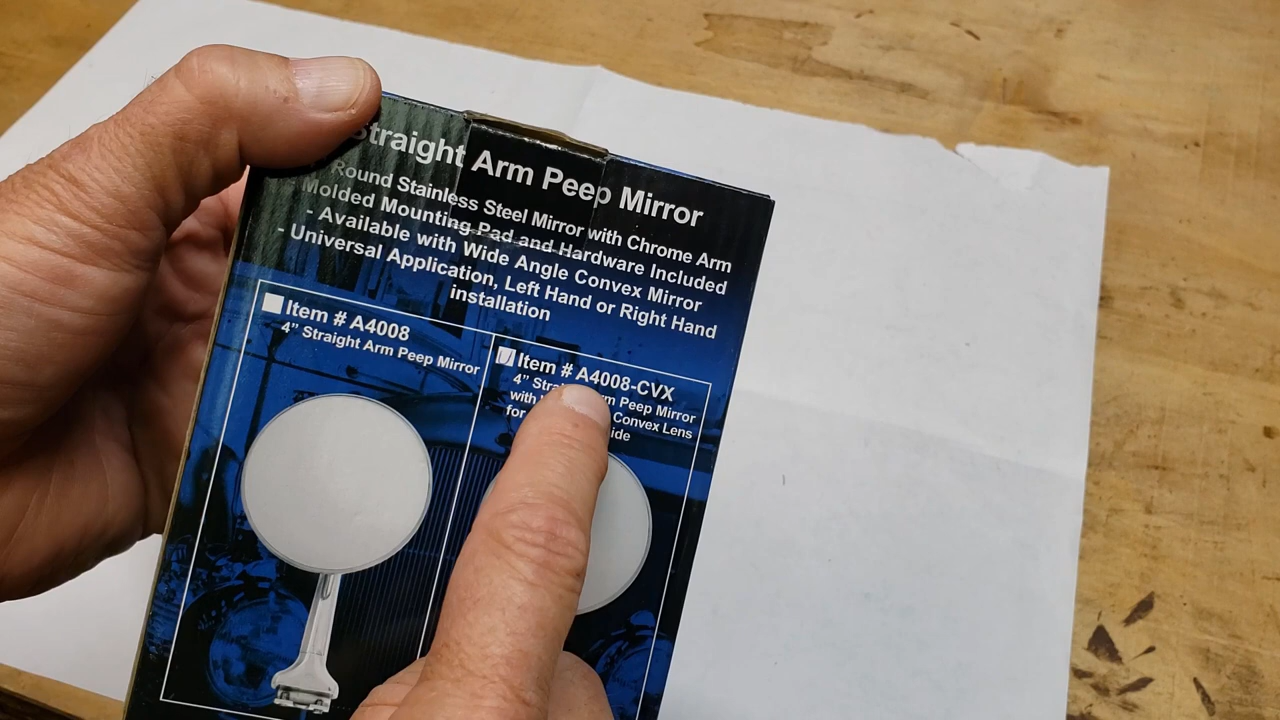 Straight Arm Peep Mirror
Round Stainless Steel Mirror with Chrome Arm
Molded Mounting Pad and Hardware Included
- Available with Wide Angle Convex Mirror
- Universal Application, Left Hand or Right Hand
installation
Item # A4008
4” Straight Arm Peep Mirror
Item # A4008-CVX
4” Peep Mirror
with Convex Lens
for